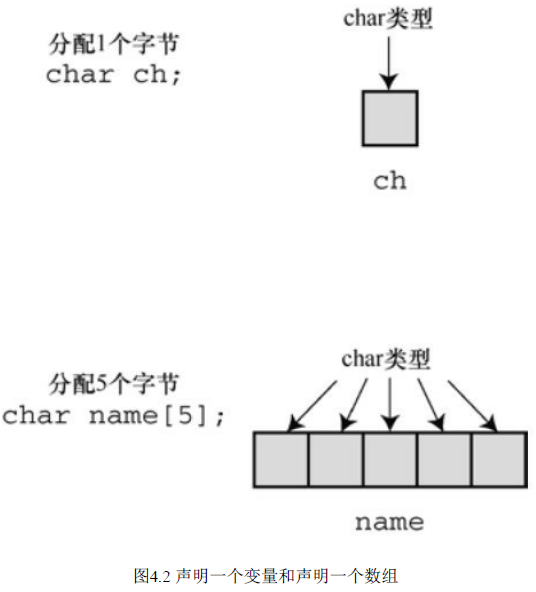 char类型
分配1个字节
char ch;
ch
char类型
分配5个字节
char name[5];
name
图4.2 声明一个变量和声明一个数组